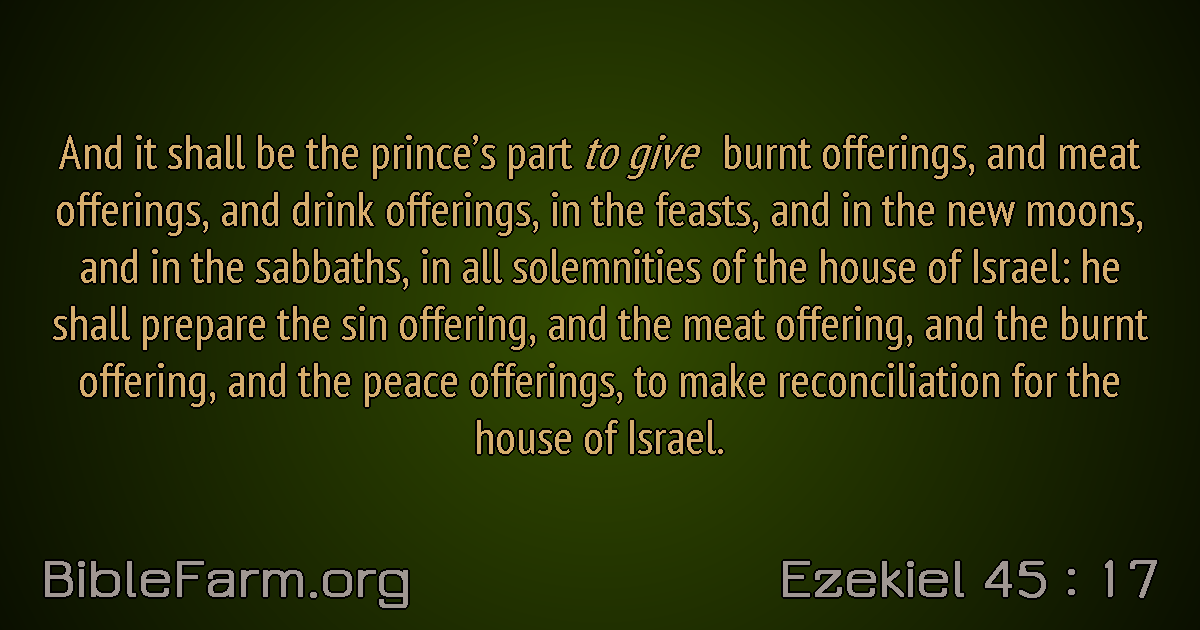 And it shall be the prince’s part to give burnt offerings, and meat
offerings, and drink offerings, in the feasts, and in the new moons,
and in the sabbaths, in all solemnities of the house of Israel: he
shall prepare the sin offering, and the meat offering, and the burnt
offering, and the peace offerings, to make reconciliation for the
house of Israel.
BibleFarm.org
Ezekiel 45 : 17